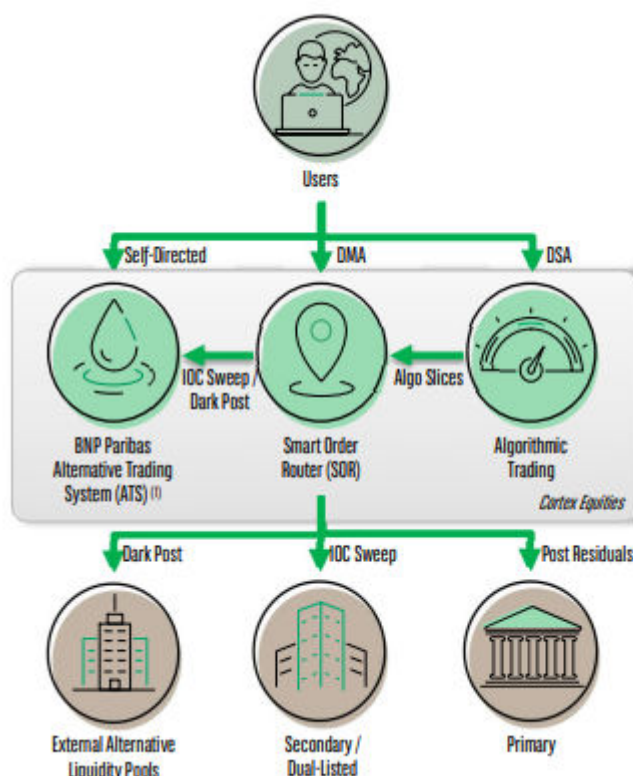 Users
Self-Directed
DMA
DSA
IOC Sweep /
Dark Post
Algo Slices
BNP Paribas
Alternative Trading
System (ATS) (1)
Smart Order
Router (SOR)
Algorithmic
Trading
Cortex Equities
Dark Post
IOC Sweep
Post Residuals
External Alternative
Liquidity Pools
Secondary /
Dual-Listed
Primary